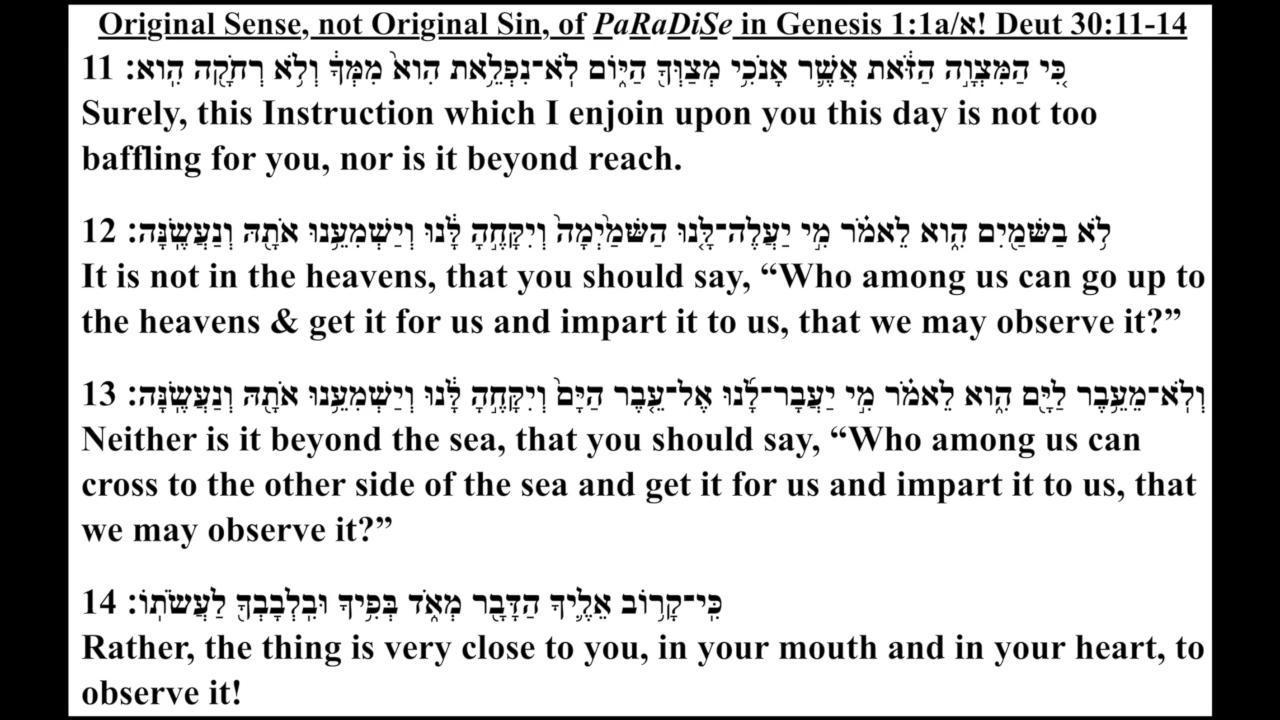 Original Sense, not Original Sin, of PaRaDiSe in Genesis 1:1a/א! Deut 30:11-14
11 כִּ֚י הַמִּצְוָ֣ה הַזֹּ֔את אֲשֶׁ֛ר אָנֹכִ֥י מְצַוְּךָ֖ הַיּ֑וֹם לֹא־נִפְלֵ֥את הִוא֙ מִמְּךָ֔ וְלֹ֥א רְחֹקָ֖ה הִֽוא׃
Surely, this Instruction which I enjoin upon you this day is not too
baffling for you, nor is it beyond reach.
12 לֹ֥א בַשָּׁמַ֖יִם הִ֑וא לֵאמֹ֗ר מִ֣י יַעֲלֶה־לָּ֤נוּ הַשָּׁמַ֙יְמָה֙ וְיִקָּחֶ֣הָ לָּ֔נוּ וְיַשְׁמִעֵ֥נוּ אֹתָ֖הּ וְנַעֲשֶֽׂנָּה׃
It is not in the heavens, that you should say, “Who among us can go up to
the heavens & get it for us and impart it to us, that we may observe it?”
13 וְלֹֽא־מֵעֵ֥בֶר לַיָּ֖ם הִ֑וא לֵאמֹ֗ר מִ֣י יַעֲבָר־לָ֜נוּ אֶל־עֵ֤בֶר הַיָּם֙ וְיִקָּחֶ֣הָ לָּ֔נוּ וְיַשְׁמִעֵ֥נוּ אֹתָ֖הּ וְנַעֲשֶֽׂנָּה׃
Neither is it beyond the sea, that you should say, “Who among us can
cross to the other side of the sea and get it for us and impart it to us, that
we may observe it?”
14 כִּֽי־קָר֥וֹב אֵלֶ֛יךָ הַדָּבָ֖ר מְאֹ֑ד בְּפִ֥יךָ וּבִֽלְבָבְךָ֖ לַעֲשֹׂתֽוֹ׃
Rather, the thing is very close to you, in your mouth and in your heart, to
observe it!